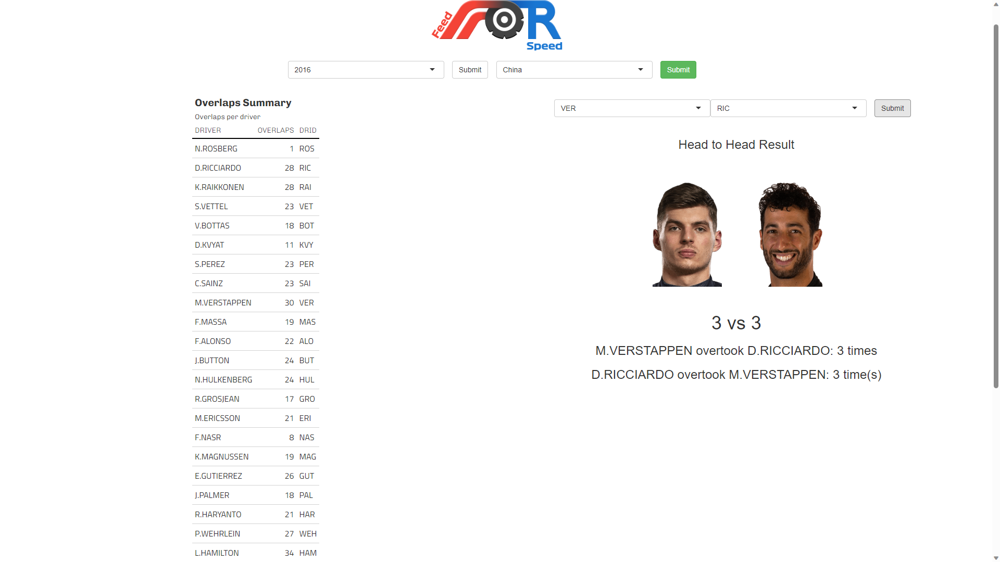 Feed
FOR
Speed
2016
Submit
China
Submit
Overlaps Summary
Overlaps per driver
DRIVER OVERLAPS DRID
N.ROSBERG 1 ROS
D.RICCIARDO 28 RIC
K.RAIKKONEN 28 RAI
S.VETTEL 23 VET
V.BOTTAS 18 BOT
D.KVYAT 11 KVY
S.PEREZ 23 PER
C.SAINZ 23 SAI
M.VERSTAPPEN 30 VER
F.MASSA 19 MAS
F.ALONSO 22 ALO
J.BUTTON 24 BUT
N.HULKENBERG 24 HUL
R.GROSJEAN 17 GRO
M.ERICSSON 21 ERI
F.NASR 8 NAS
K.MAGNUSSEN 19 MAG
E.GUTIERREZ 26 GUT
J.PALMER 18 PAL
R.HARYANTO 21 HAR
P.WEHRLEIN 27 WEH
L.HAMILTON 34 HAM
VER
RIC
Submit
Head to Head Result
3 vs 3
M.VERSTAPPEN overtook D.RICCIARDO: 3 times
D.RICCIARDO overtook M.VERSTAPPEN: 3 time(s)